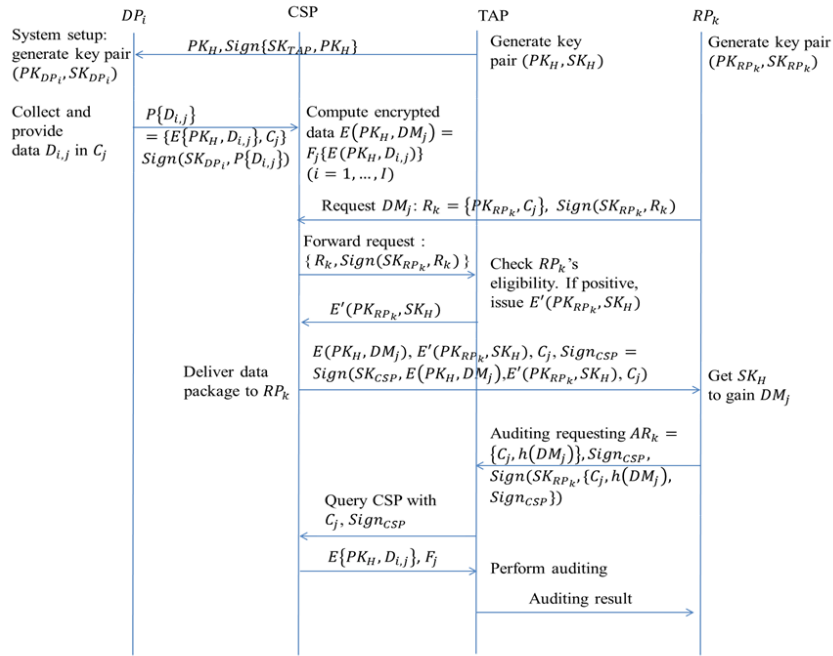 DP_i CSP TAP RP_k
System setup:
generate key pair
(PK_{DP_i}, SK_{DP_i})
PK_H, Sign{SK_{TAP}, PK_H}
Generate key
pair (PK_H, SK_H)
Generate key pair
(PK_{RP_k}, SK_{RP_k})
Collect and
provide
data D_{i,j} in C_j
P{D_{i,j}}
= {E{PK_H, D_{i,j}}, C_j}
Sign(SK_{DP_i}, P{D_{i,j}})
Compute encrypted
data E(PK_H, DM_j) =
F_j{E(PK_H, D_{i,j})}
(i = 1, ..., I)
Request DM_j: R_k = {PK_{RP_k}, C_j}, Sign(SK_{RP_k}, R_k)
Forward request :
{ R_k, Sign(SK_{RP_k}, R_k) }
Check RP_k's
eligibility. If positive,
issue E'(PK_{RP_k}, SK_H)
E'(PK_{RP_k}, SK_H)
Deliver data
package to RP_k
E(PK_H, DM_j), E'(PK_{RP_k}, SK_H), C_j, Sign_{CSP} =
Sign(SK_{CSP}, E(PK_H, DM_j),E'(PK_{RP_k}, SK_H), C_j)
Get SK_H
to gain DM_j
Auditing requesting AR_k =
{C_j, h(DM_j)}, Sign_{CSP},
Sign(SK_{RP_k}, {C_j, h(DM_j),
Sign_{CSP}})
Query CSP with
C_j, Sign_{CSP}
E{PK_H, D_{i,j}}, F_j
Perform auditing
Auditing result